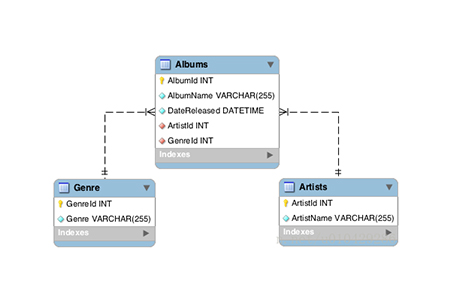 Albums
AlbumId INT
AlbumName VARCHAR(255)
DateReleased DATETIME
ArtistId INT
GenreId INT
Indexes
Genre
GenreId INT
Genre VARCHAR(255)
Indexes
Artists
ArtistId INT
ArtistName VARCHAR(255)
Indexes